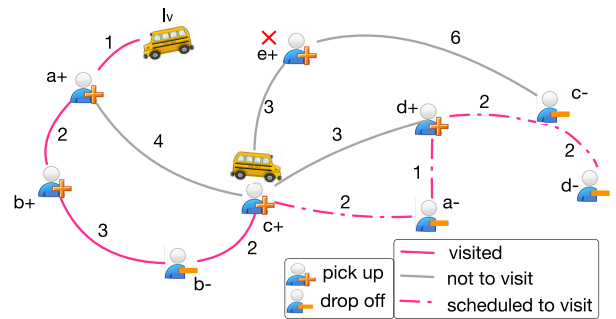 l_v
1
6
e+
a+
c-
d+
2
3
2
3
4
2
1
d-
b+
2
a-
3
c+
2
b-
pick up
drop off
visited
not to visit
scheduled to visit